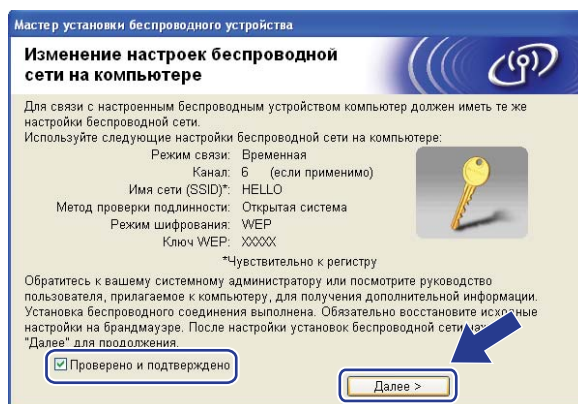 Мастер установки беспроводного устройства
Изменение настроек беспроводной
сети на компьютере
Для связи с настроенным беспроводным устройством компьютер должен иметь те же
настройки беспроводной сети.
Используйте следующие настройки беспроводной сети на компьютере:
Режим связи: Временная
Канал: 6 (если применимо)
Имя сети (SSID)*: HELLO
Метод проверки подлинности: Открытая система
Режим шифрования: WEP
Ключ WEP: XXXXX
*Чувствительно к регистру
Обратитесь к вашему системному администратору или посмотрите руководство
пользователя, прилагаемое к компьютеру, для получения дополнительной информации.
Установка беспроводного соединения выполнена. Обязательно восстановите исходные
настройки на брандмауэре. После настройки установок беспроводной сети
"Далее" для продолжения.
Проверено и подтверждено
Далее >